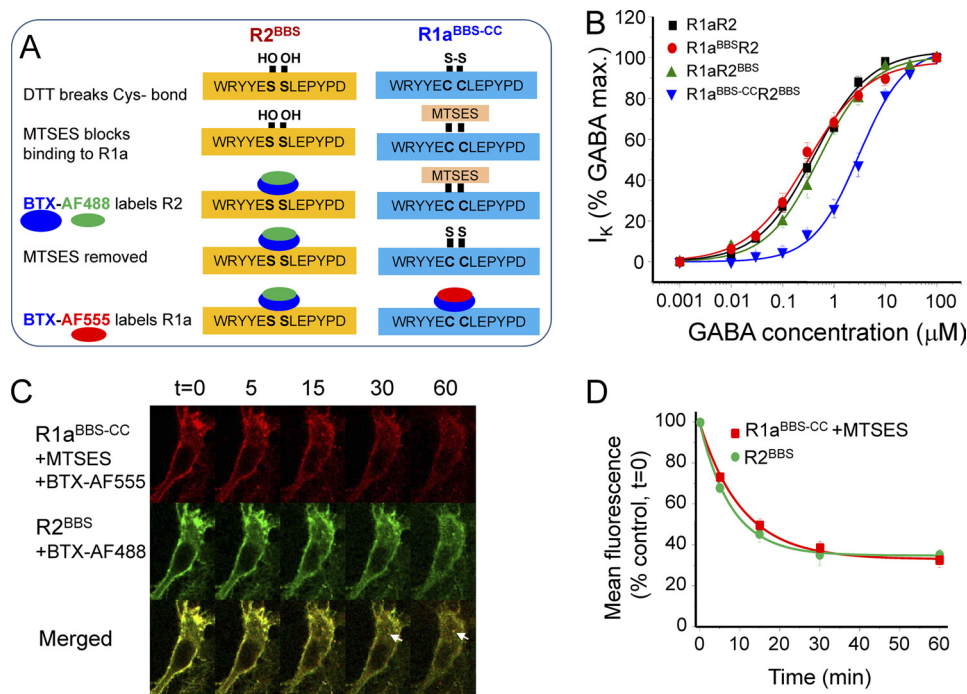 A
R2BBS
R1aBBS-CC
HO OH
S-S
DTT breaks Cys- bond
WRYYES SLEPYPD
WRYYEC CLEPYPD
HO OH
MTSES
MTSES blocks
binding to R1a
WRYYES SLEPYPD
WRYYEC CLEPYPD
MTSES
BTX-AF488 labels R2
WRYYES SLEPYPD
WRYYEC CLEPYPD
S S
MTSES removed
WRYYES SLEPYPD
WRYYEC CLEPYPD
BTX-AF555 labels R1a
WRYYES SLEPYPD
WRYYEC CLEPYPD
B
R1aR2
R1aBBSR2
R1aR2BBS
R1aBBS-CCR2BBS
IK (% GABA max.)
100
80
60
40
20
0
0.001
0.01
0.1
1
10
100
GABA concentration (μM)
C
t=0
5
15
30
60
R1aBBS-CC
+MTSES
+BTX-AF555
R2BBS
+BTX-AF488
Merged
D
R1aBBS-CC +MTSES
R2BBS
Mean fluorescence
(% control, t=0)
100
80
60
40
20
0
0
10
20
30
40
50
60
Time (min)